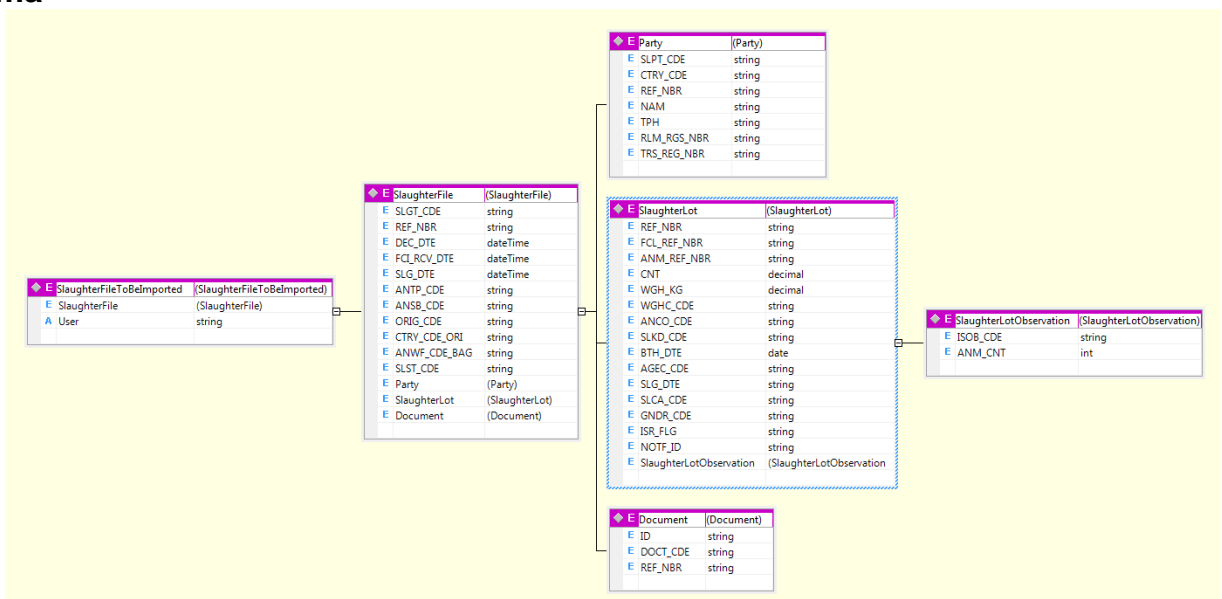 E SlaughterFileToBeImported (SlaughterFileToBeImported)
E SlaughterFile (SlaughterFile)
A User string
E SlaughterFile (SlaughterFile)
E SLGT_CDE string
E REF_NBR string
E DEC_DTE dateTime
E FCI_RCV_DTE dateTime
E SLG_DTE dateTime
E ANTP_CDE string
E ANSB_CDE string
E ORIG_CDE string
E CTRY_CDE_ORI string
E ANWF_CDE_BAG string
E SLST_CDE string
E Party (Party)
E SlaughterLot (SlaughterLot)
E Document (Document)
E Party (Party)
E SLPT_CDE string
E CTRY_CDE string
E REF_NBR string
E NAM string
E TPH string
E RLM_RGS_NBR string
E TRS_REG_NBR string
E SlaughterLot (SlaughterLot)
E REF_NBR string
E FCL_REF_NBR string
E ANM_REF_NBR string
E CNT decimal
E WGH_KG decimal
E WGHC_CDE string
E ANCO_CDE string
E SLKD_CDE string
E BTH_DTE date
E AGEC_CDE string
E SLG_DTE string
E SLCA_CDE string
E GNDR_CDE string
E ISR_FLG string
E NOTF_ID string
E SlaughterLotObservation (SlaughterLotObservation
E Document (Document)
E ID string
E DOCT_CDE string
E REF_NBR string
E SlaughterLotObservation (SlaughterLotObservation)
E ISOB_CDE string
E ANM_CNT int